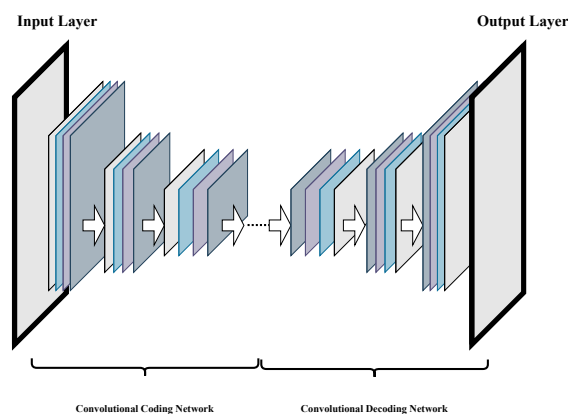 Input Layer
Output Layer
Convolutional Coding Network
Convolutional Decoding Network